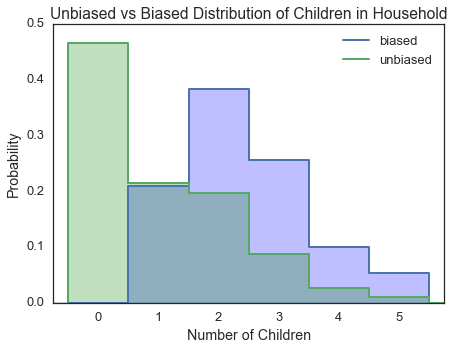 Unbiased vs Biased Distribution of Children in Household
0.5
0.4
0.3
0.2
0.1
0.0
Probability
biased
unbiased
0 1 2 3 4 5
Number of Children